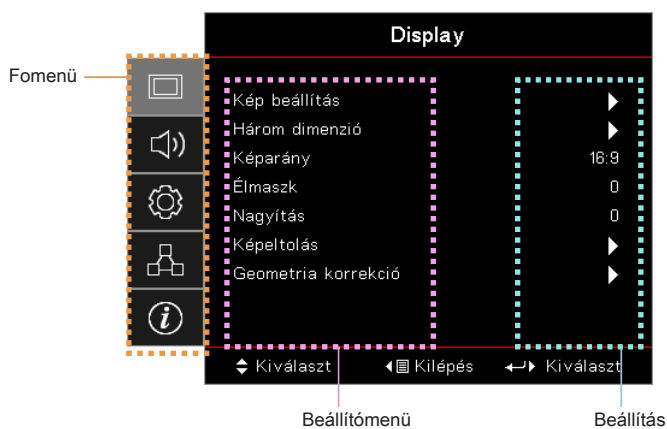 Display
Fomenü
Kép beállítás
Három dimenzió
Képarány 16:9
Élmaszk 0
Nagyítás 0
Képeltolás
Geometria korrekció
Kiválaszt Kilépés Kiválaszt
Beállítómenü Beállítás